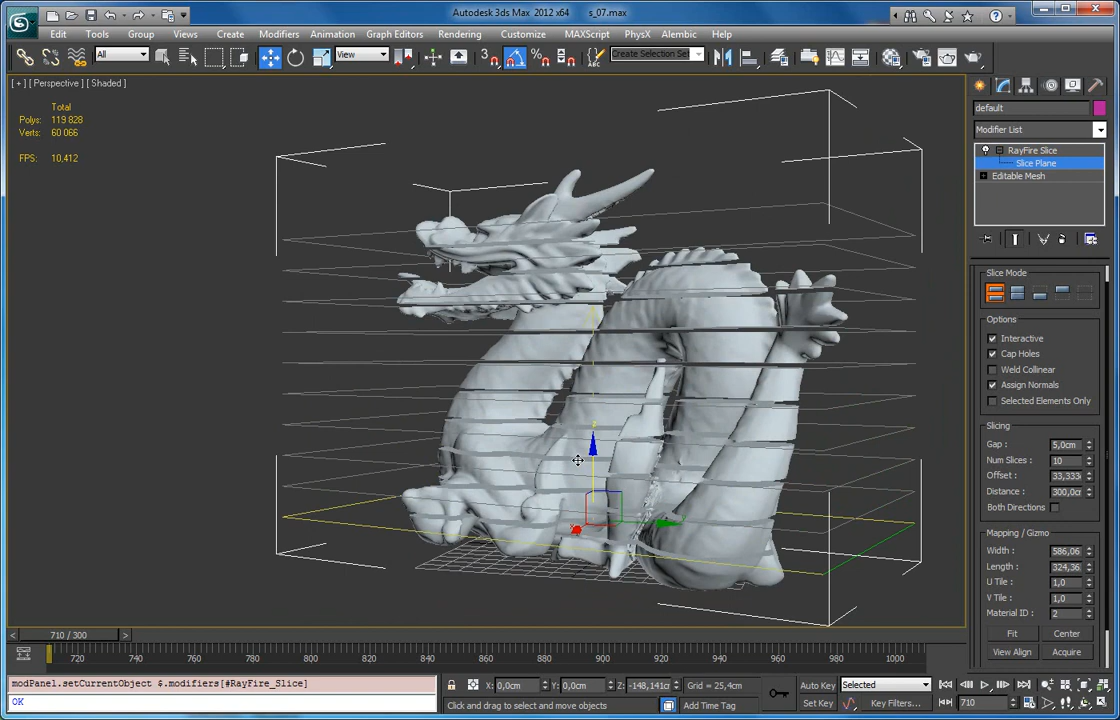 Autodesk 3ds Max 2012 x64 s_07.max
Edit Tools Group Views Create Modifiers Animation Graph Editors Rendering Customize MAXScript PhysX Alembic Help
All View 3 Create Selection Se
[ + ] [ Perspective ] [ Shaded ]
Total
Polys: 119 828
Verts: 60 066
FPS: 10,412
z
default
Modifier List
RayFire Slice
Slice Plane
Editable Mesh
Slice Mode
Options
Interactive
Cap Holes
Weld Collinear
Assign Normals
Selected Elements Only
Slicing
Gap : 5,0cm
Num Slices : 10
Offset : 33,333
Distance : 300,0c
Both Directions
Mapping / Gizmo
Width : 586,06
Length : 324,36
U Tile : 1,0
V Tile : 1,0
Material ID : 2
Fit Center
View Align Acquire
< 710 / 300 >
720 740 760 780 800 820 840 860 880 900 920 940 960 980 1000
modPanel.setCurrentObject $.modifiers[#RayFire_Slice]
OK
X: 0,0cm Y: 0,0cm Z: -148,141c Grid = 25,4cm
Click and drag to select and move objects Add Time Tag
Auto Key Selected
Set Key Key Filters... 710